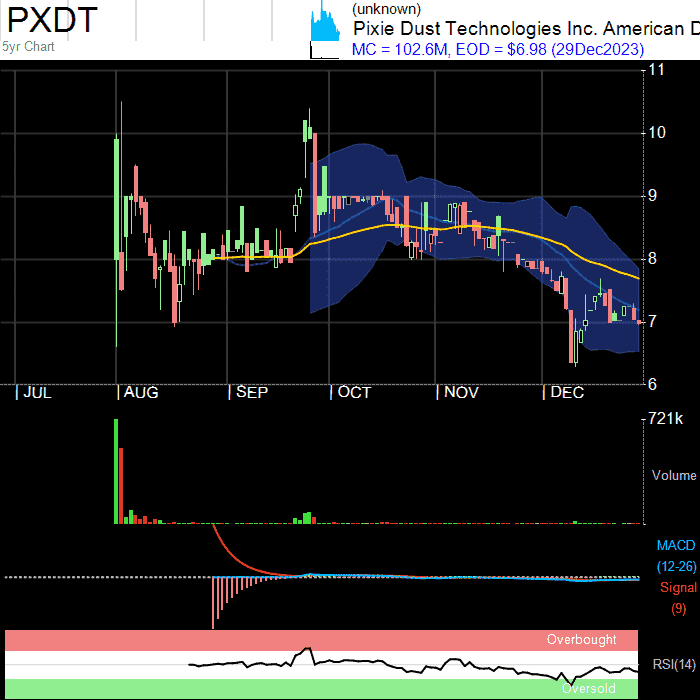 PXDT
5yr Chart
(unknown)
Pixie Dust Technologies Inc. American D
MC = 102.6M, EOD = $6.98 (29Dec2023)
11
10
9
8
7
6
JUL AUG SEP OCT NOV DEC
721k
Volume
MACD
(12-26)
Signal
(9)
Overbought
RSI(14)
Oversold